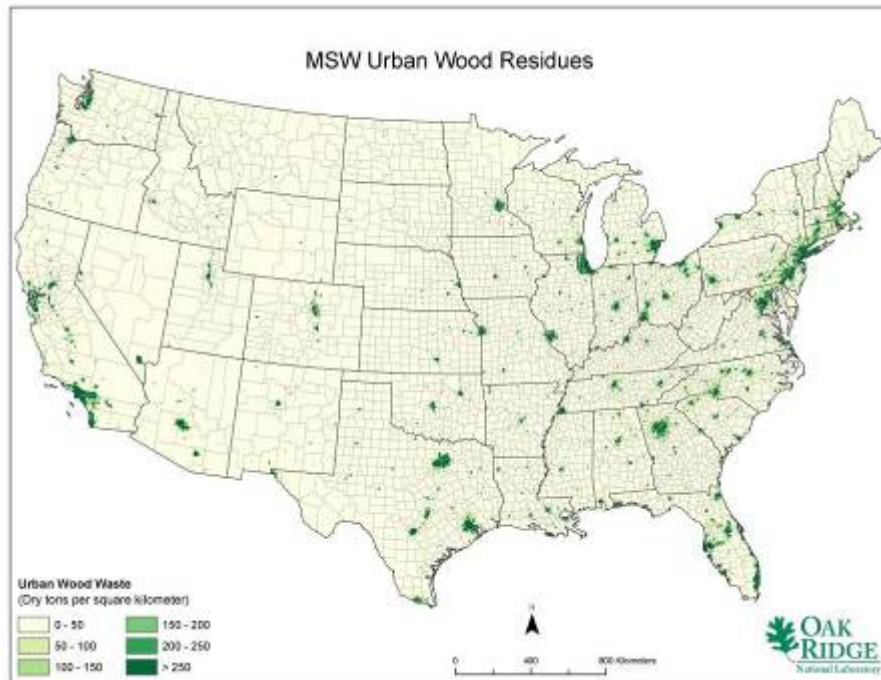 MSW Urban Wood Residues
Urban Wood Waste
(Dry tons per square kilometer)
0 - 50
50 - 100
100 - 150
150 - 200
200 - 250
> 250
N
0 400 800 Kilometers
OAK
RIDGE
National Laboratory